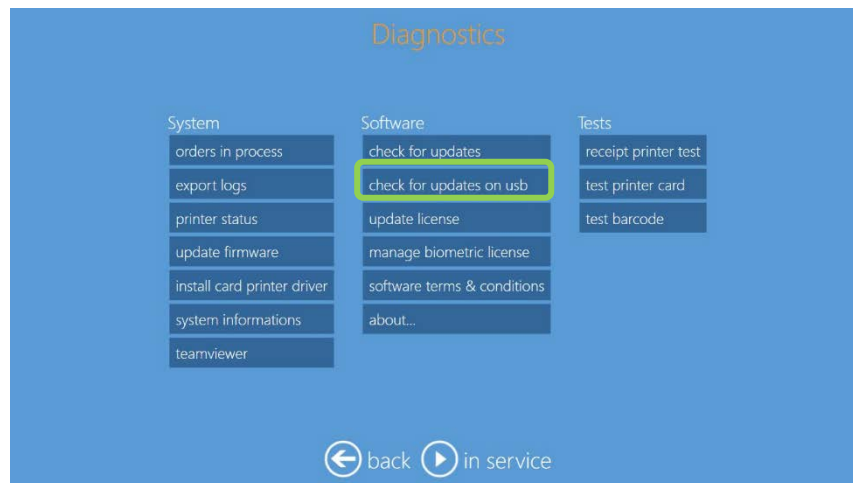 Diagnostics
System
orders in process
export logs
printer status
update firmware
install card printer driver
system informations
teamviewer
Software
check for updates
check for updates on usb
update license
manage biometric license
software terms & conditions
about...
Tests
receipt printer test
test printer card
test barcode
back in service